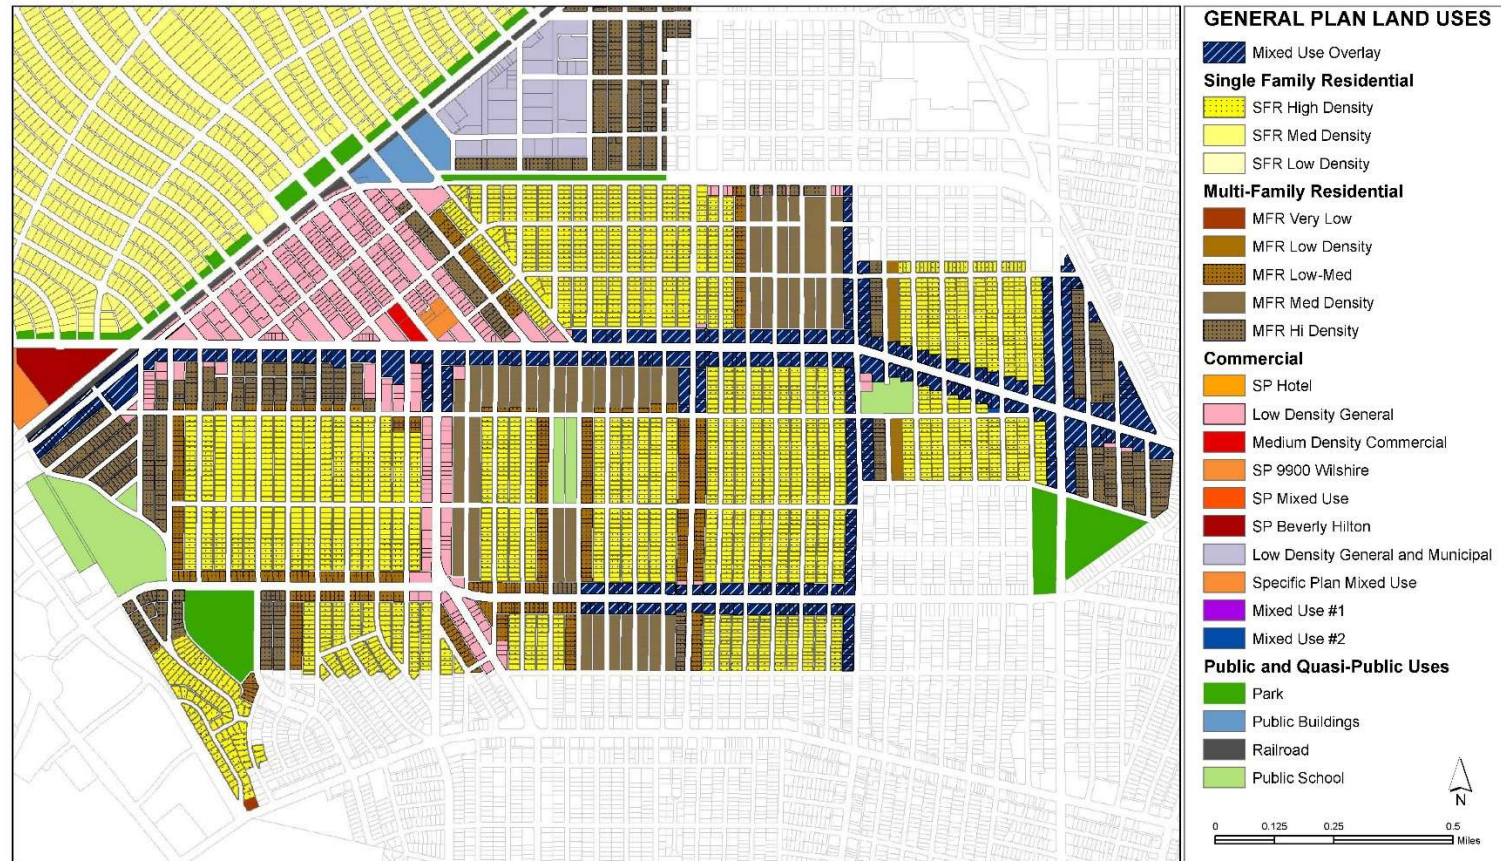 GENERAL PLAN LAND USES
Mixed Use Overlay
Single Family Residential
SFR High Density
SFR Med Density
SFR Low Density
Multi-Family Residential
MFR Very Low
MFR Low Density
MFR Low-Med
MFR Med Density
MFR Hi Density
Commercial
SP Hotel
Low Density General
Medium Density Commercial
SP 9900 Wilshire
SP Mixed Use
SP Beverly Hilton
Low Density General and Municipal
Specific Plan Mixed Use
Mixed Use #1
Mixed Use #2
Public and Quasi-Public Uses
Park
Public Buildings
Railroad
Public School
N
0 0.125 0.25 0.5
Miles